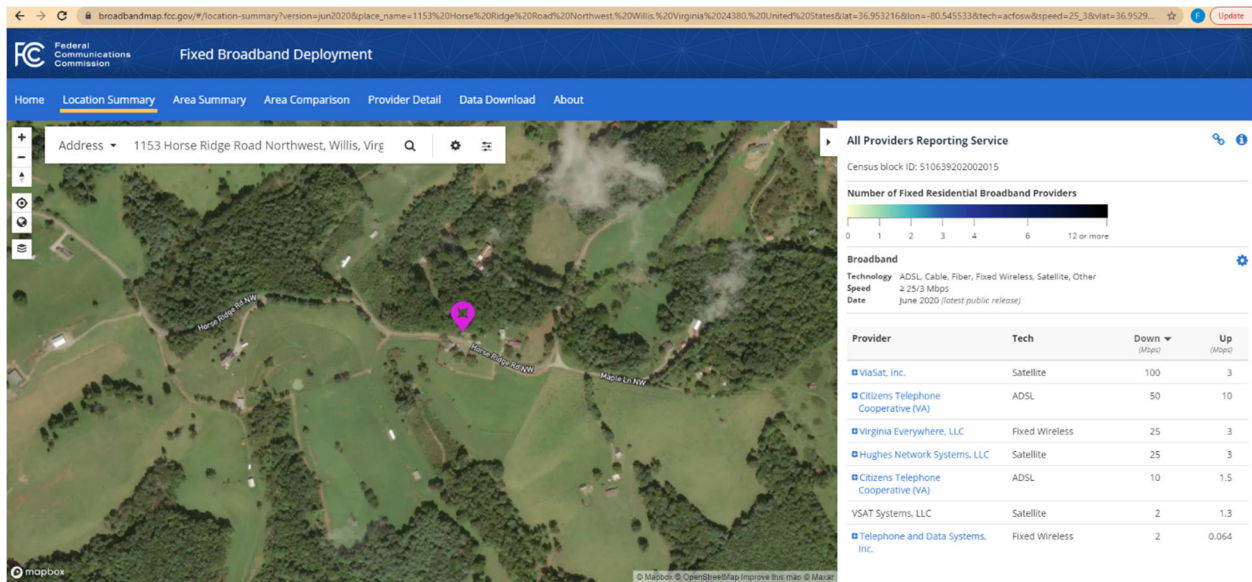 broadbandmap.fcc.gov/#/location-summary?version=jun2020&place_name=1153%20Horse%20Ridge%20Road%20Northwest,%20Willis,%20Virginia%2024380,%20United%20States&lat=36.953216&lon=-80.545533&tech=acfosw&speed=25_3&vlat=36.9529...
F
Update
FCC
Federal
Communications
Commission
Fixed Broadband Deployment
Home Location Summary Area Summary Area Comparison Provider Detail Data Download About
Address 1153 Horse Ridge Road Northwest, Willis, Virg
Horse Ridge Rd NW
Horse Ridge Rd NW
Maple Ln NW
mapbox
© Mapbox © OpenStreetMap Improve this map © Maxar
All Providers Reporting Service
Census block ID: 510639202002015
Number of Fixed Residential Broadband Providers
0 1 2 3 4 6 12 or more
Broadband
Technology ADSL, Cable, Fiber, Fixed Wireless, Satellite, Other
Speed ≥ 25/3 Mbps
Date June 2020 (latest public release)
Provider Tech Down Up
(Mbps) (Mbps)
ViaSat, Inc. Satellite 100 3
Citizens Telephone ADSL 50 10
Cooperative (VA)
Virginia Everywhere, LLC Fixed Wireless 25 3
Hughes Network Systems, LLC Satellite 25 3
Citizens Telephone ADSL 10 1.5
Cooperative (VA)
VSAT Systems, LLC Satellite 2 1.3
Telephone and Data Systems, Fixed Wireless 2 0.064
Inc.